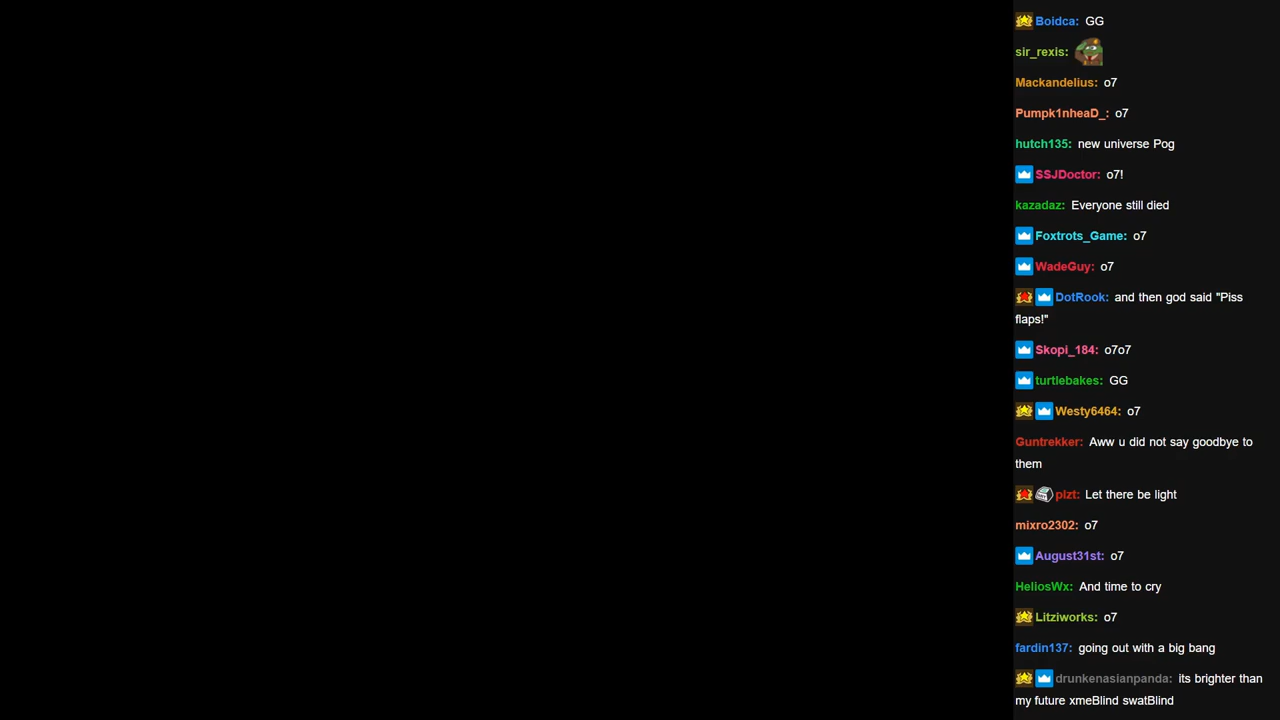 Boidca: GG
sir_rexis:
Mackandelius: o7
Pumpk1nheaD_: o7
hutch135: new universe Pog
SSJDoctor: o7!
kazadaz: Everyone still died
Foxtrots_Game: o7
WadeGuy: o7
DotRook: and then god said "Piss
flaps!"
Skopi_184: o7o7
turtlebakes: GG
Westy6464: o7
Guntrekker: Aww u did not say goodbye to
them
plzt: Let there be light
mixro2302: o7
August31st: o7
HeliosWx: And time to cry
Litziworks: o7
fardin137: going out with a big bang
drunkenasianpanda: its brighter than
my future xmeBlind swatBlind